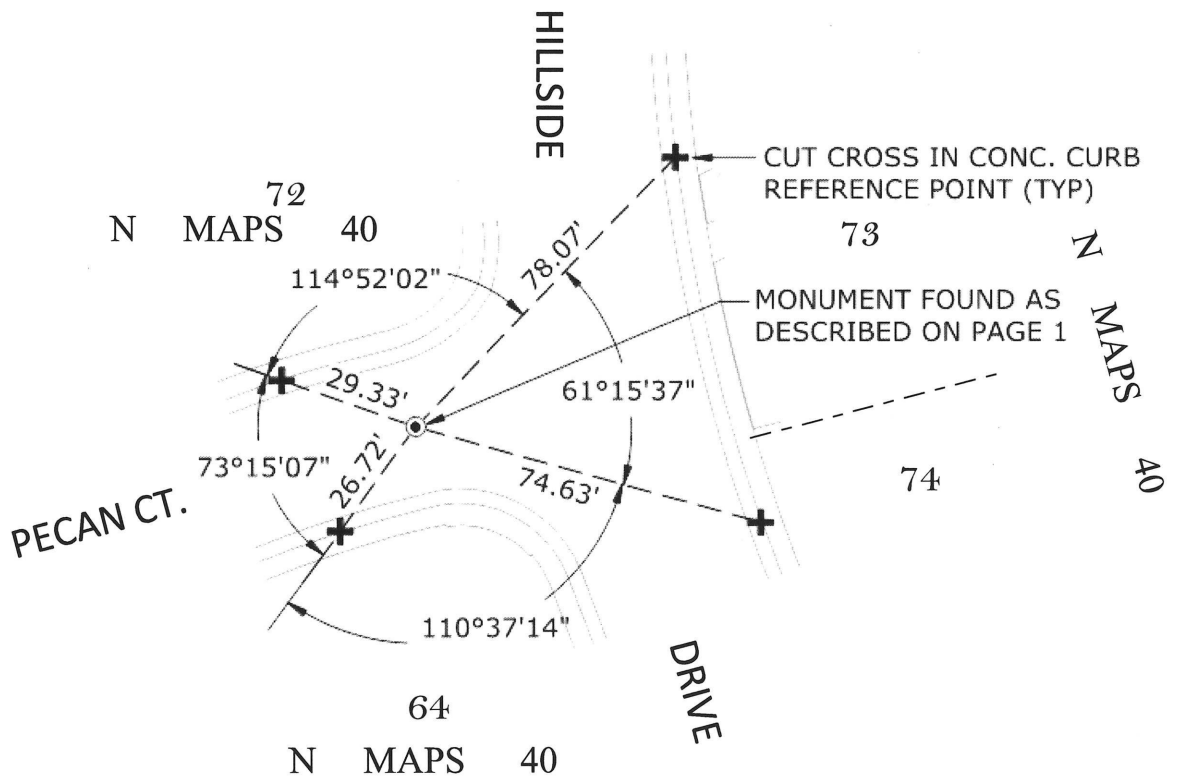 HILLSIDE
CUT CROSS IN CONC. CURB
REFERENCE POINT (TYP)
72
N MAPS 40
73
N MAPS 40
114°52'02"
78.07'
MONUMENT FOUND AS
DESCRIBED ON PAGE 1
29.33'
61°15'37"
73°15'07"
26.72'
74.63'
74
PECAN CT.
110°37'14"
DRIVE
64
N MAPS 40